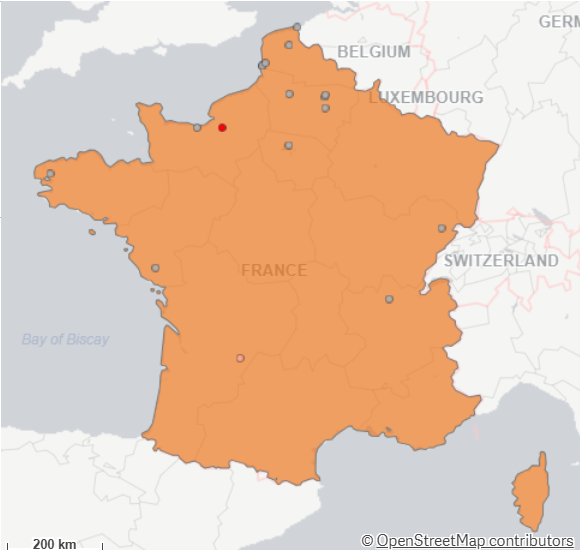 GERM
BELGIUM
LUXEMBOURG
SWITZERLAND
FRANCE
Bay of Biscay
200 km
© OpenStreetMap contributors